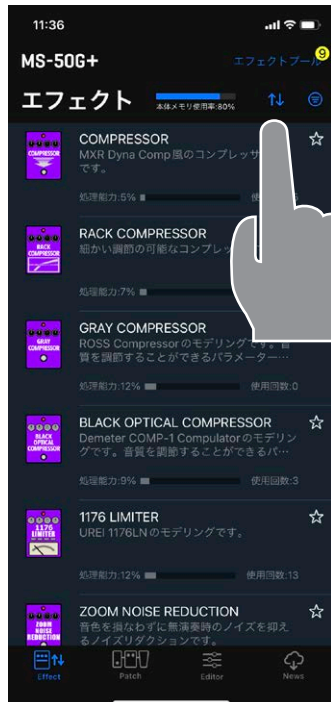 11:36
MS-50G+
エフェクトプール
9
エフェクト
本体メモリ使用率:80%
COMPRESSOR
COMPRESSOR
MXR Dyna Comp風のコンプレッサ
です。
処理能力:5%
RACK
COMPRESSOR
RACK COMPRESSOR
細かい調節の可能なコンプレッ
処理能力:7%
GRAY
COMPRESSOR
GRAY COMPRESSOR
ROSS Compressorのモデリングです。音
質を調節することができるパラメーター…
処理能力:12%
使用回数:0
BLACK
OPTICAL
COMPRESSOR
BLACK OPTICAL COMPRESSOR
Demeter COMP-1 Compulatorのモデリン
グです。音質を調節することができるパ…
処理能力:9%
使用回数:3
1176
LIMITER
1176 LIMITER
UREI 1176LNのモデリングです。
処理能力:12%
使用回数:13
ZOOM
NOISE
REDUCTION
ZOOM NOISE REDUCTION
音色を損なわずに無演奏時のノイズを抑え
るノイズリダクションです。
Effect
Patch
Editor
News